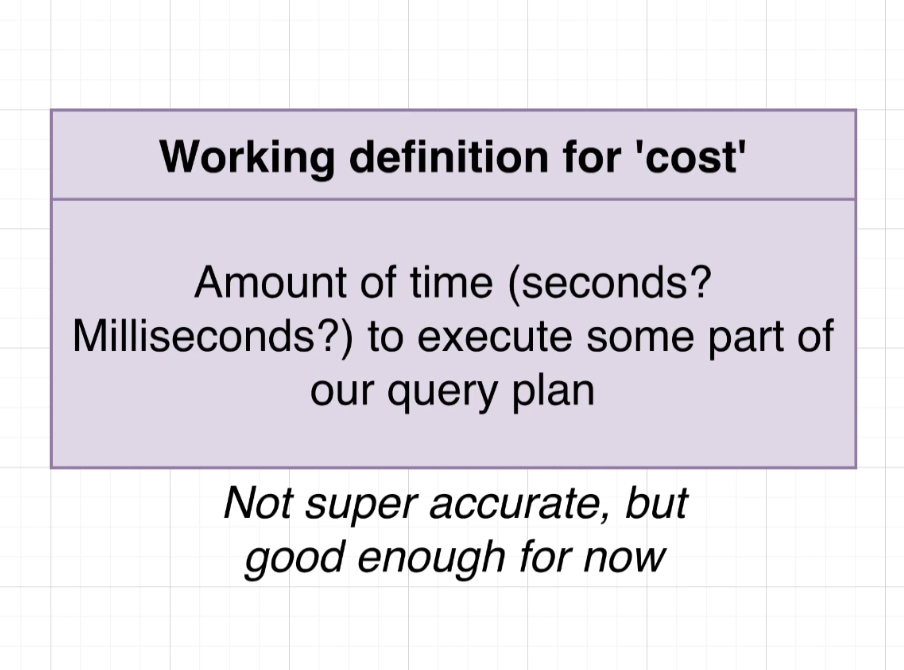 Working definition for 'cost'
Amount of time (seconds?
Milliseconds?) to execute some part of
our query plan
Not super accurate, but
good enough for now